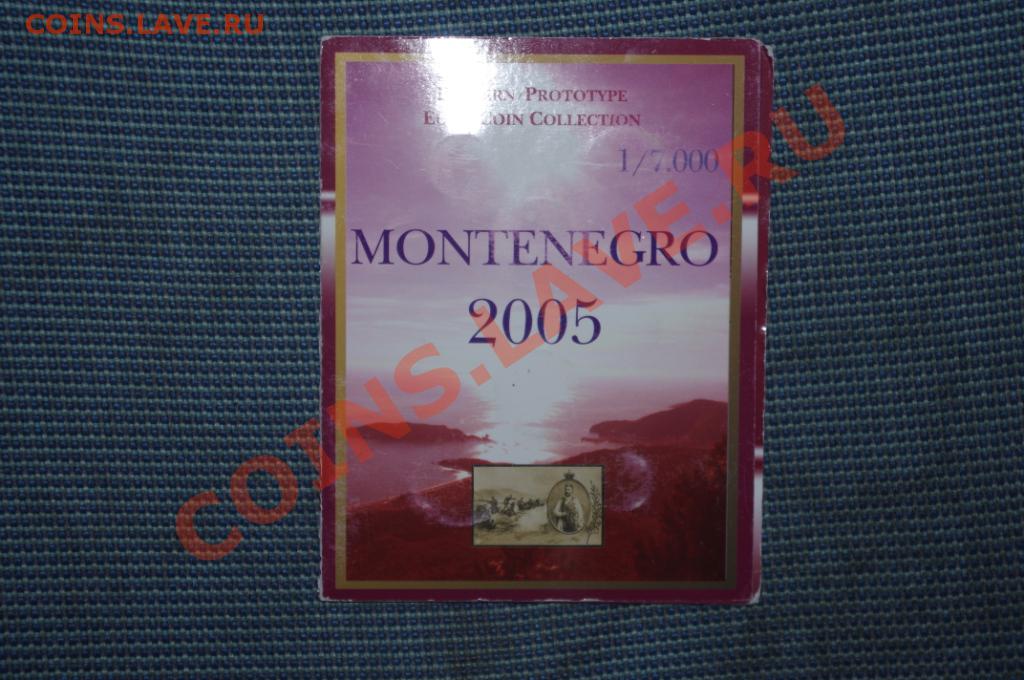 COINS.LAVE.RU
PROTOTYPE
COIN COLLECTION
1/7.000
MONTENEGRO
2005
COINS.LAVE.RU